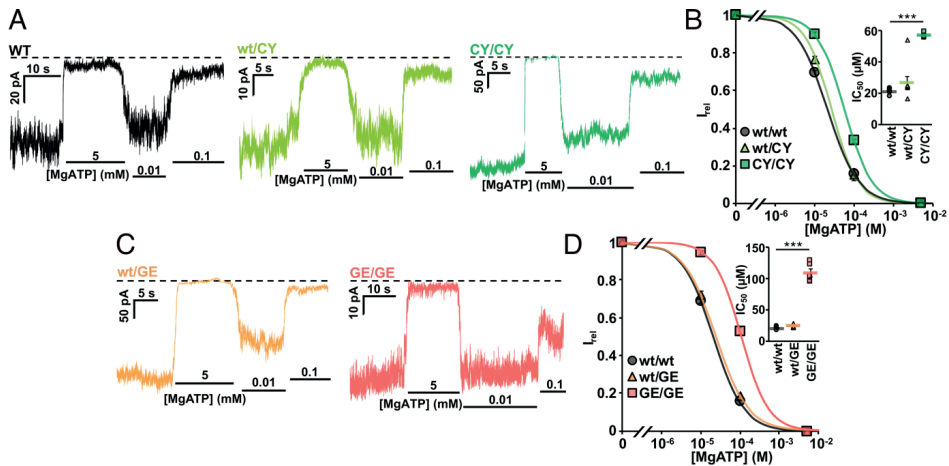 A
WT
10 s
20 pA
5
0.01
0.1
[MgATP] (mM)
wt/CY
5 s
10 pA
5
0.01
0.1
[MgATP] (mM)
CY/CY
5 s
50 pA
5
0.01
0.1
[MgATP] (mM)
B
1
0.8
0.6
0.4
0.2
0
Irel
wt/wt
wt/CY
CY/CY
0
10-6
10-5
10-4
10-3
10-2
[MgATP] (M)
***
60
40
20
0
IC50 (µM)
wt/wt
wt/CY
CY/CY
C
wt/GE
5 s
50 pA
5
0.01
0.1
[MgATP] (mM)
GE/GE
10 s
10 pA
5
0.01
0.1
[MgATP] (mM)
D
1
0.8
0.6
0.4
0.2
0
Irel
wt/wt
wt/GE
GE/GE
0
10-6
10-5
10-4
10-3
10-2
[MgATP] (M)
***
150
100
50
0
IC50 (µM)
wt/wt
wt/GE
GE/GE